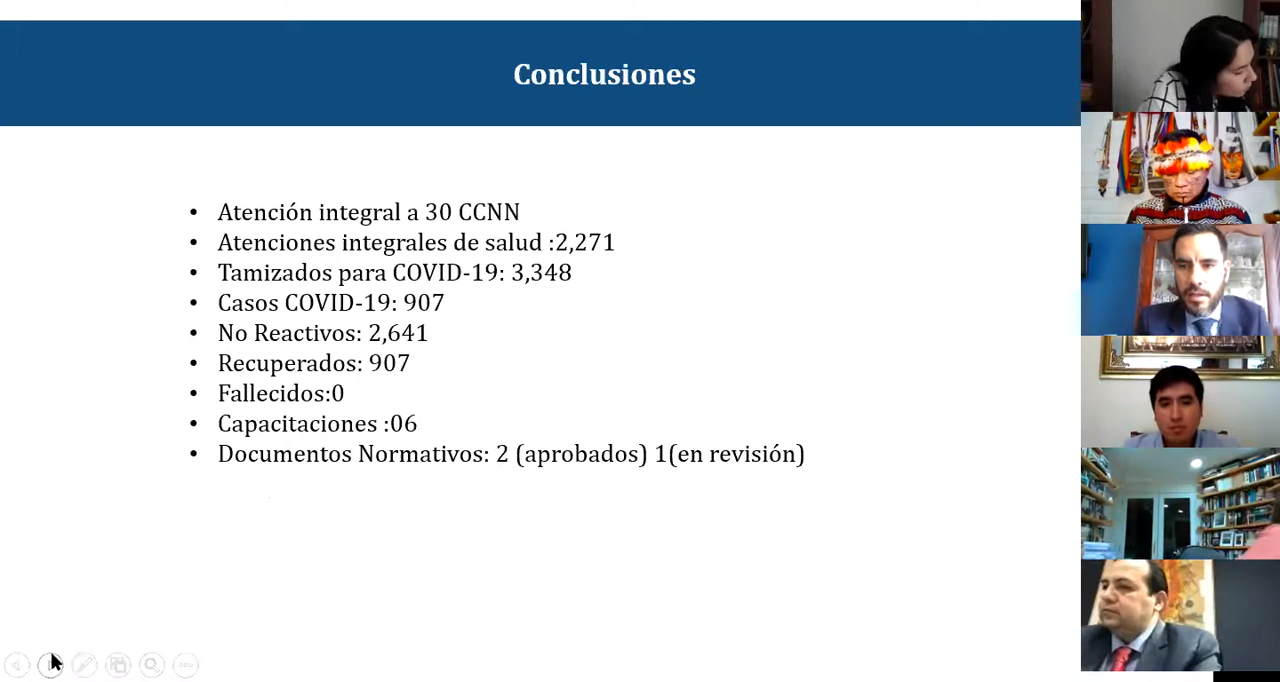 Conclusiones
• Atención integral a 30 CCNN
• Atenciones integrales de salud :2,271
• Tamizados para COVID-19: 3,348
• Casos COVID-19: 907
• No Reactivos: 2,641
• Recuperados: 907
• Fallecidos:0
• Capacitaciones :06
• Documentos Normativos: 2 (aprobados) 1(en revisión)